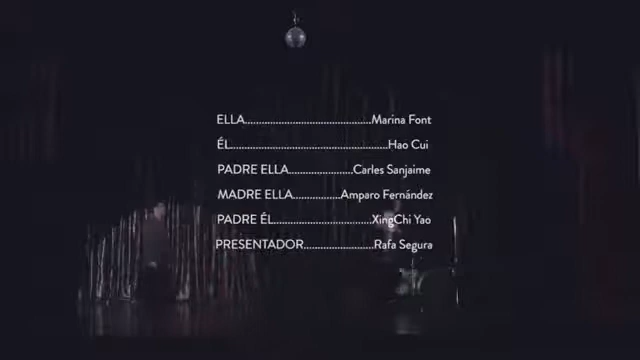 ELLA............................................Marina Font
ÉL......................................................Hao Cui
PADRE ELLA......................Carles Sanjaime
MADRE ELLA.................Amparo Fernández
PADRE ÉL..................................XingChi Yao
PRESENTADOR........................Rafa Segura